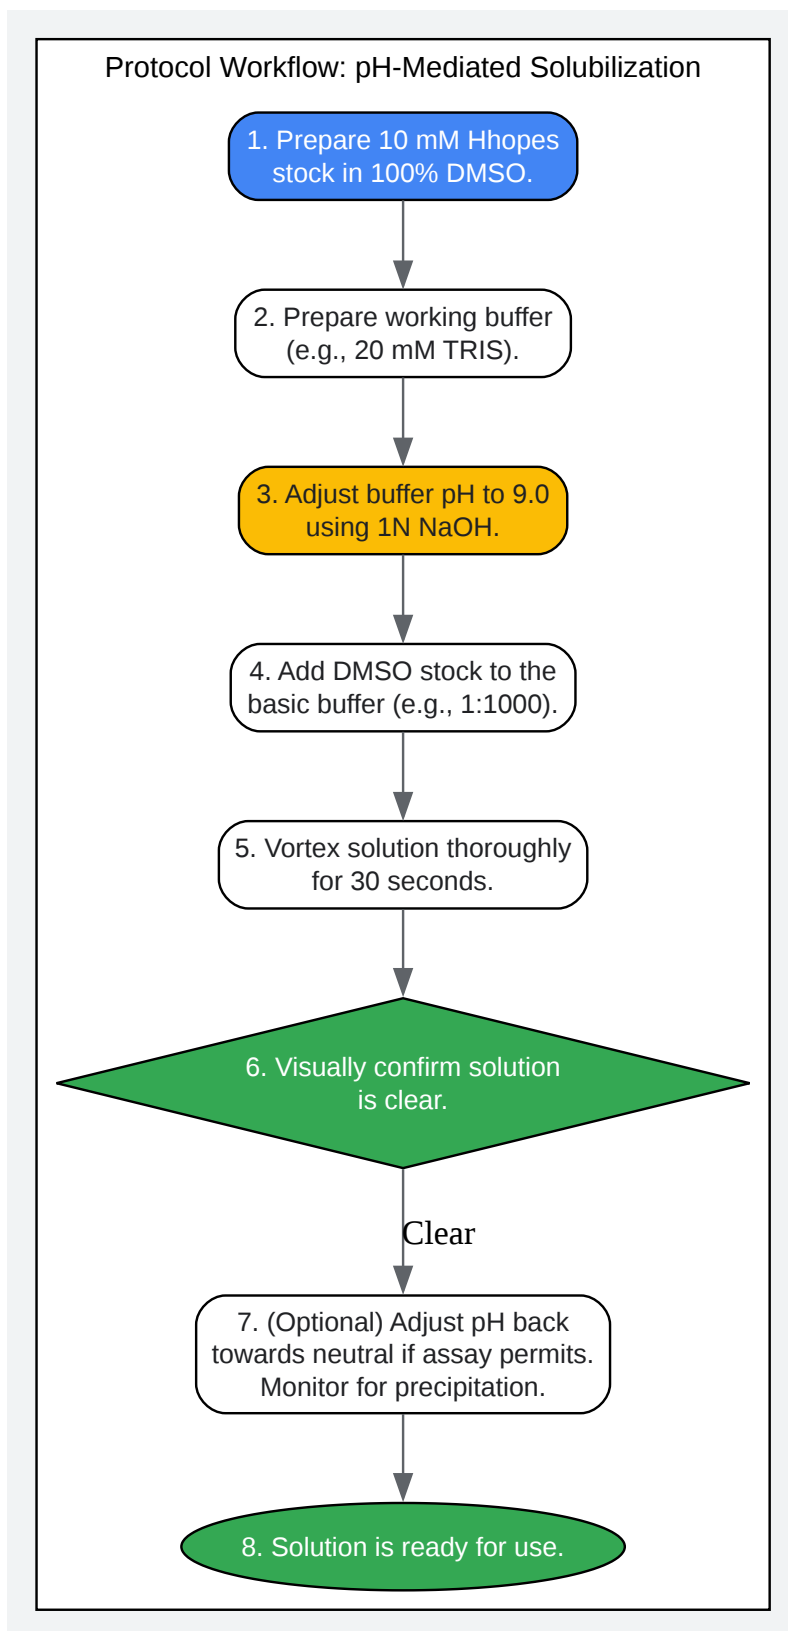 Protocol Workflow: pH-Mediated Solubilization
1. Prepare 10 mM Hhopes
stock in 100% DMSO.
2. Prepare working buffer
(e.g., 20 mM TRIS).
3. Adjust buffer pH to 9.0
using 1N NaOH.
4. Add DMSO stock to the
basic buffer (e.g., 1:1000).
5. Vortex solution thoroughly
for 30 seconds.
6. Visually confirm solution
is clear.
Clear
7. (Optional) Adjust pH back
towards neutral if assay permits.
Monitor for precipitation.
8. Solution is ready for use.